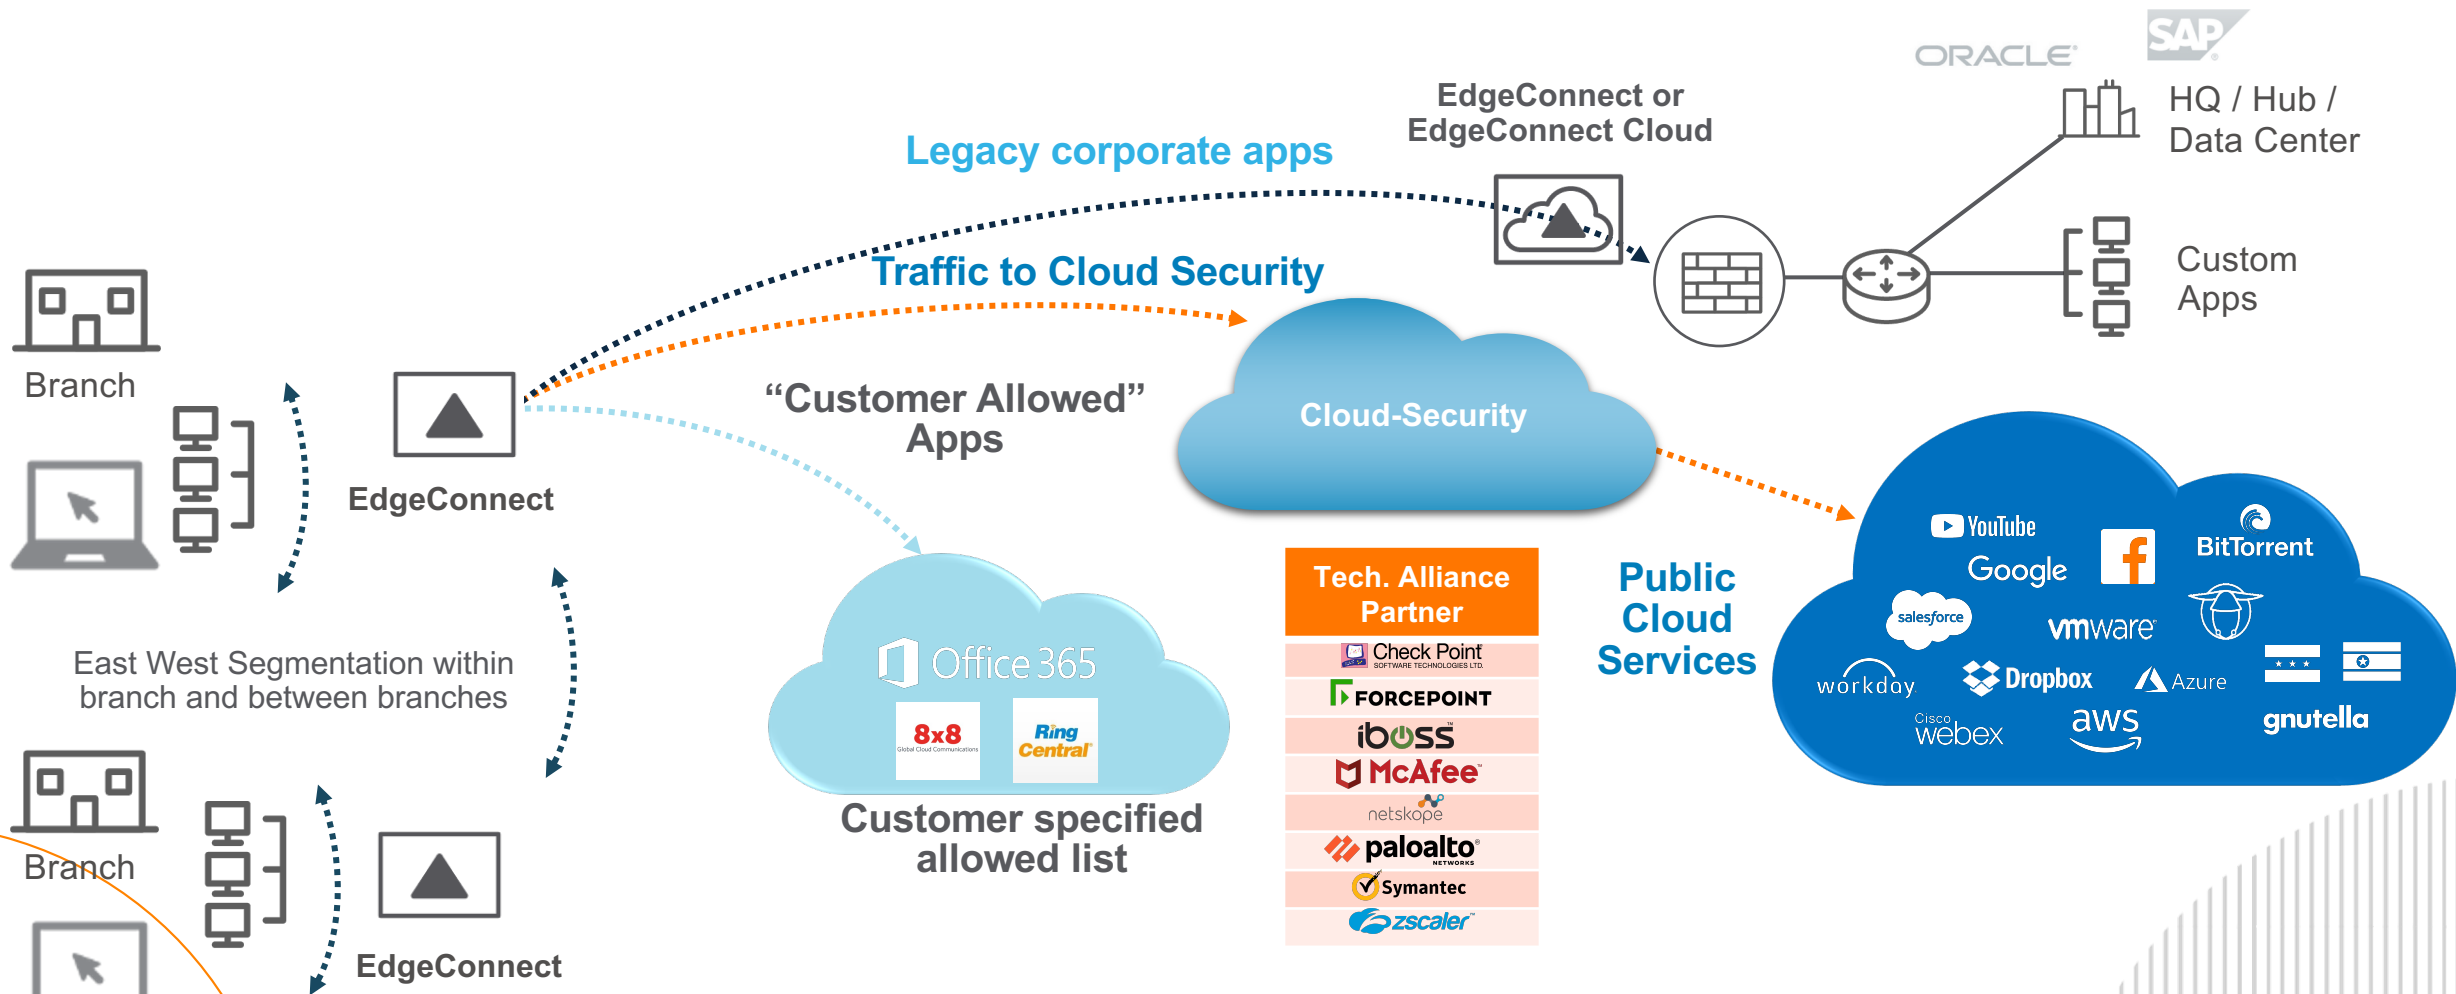 ORACLE
SAP
EdgeConnect or
EdgeConnect Cloud
HQ / Hub /
Data Center
Legacy corporate apps
Traffic to Cloud Security
Custom
Apps
Branch
“Customer Allowed”
Apps
Cloud-Security
EdgeConnect
YouTube
Google
f
BitTorrent
salesforce
vmware
workday
Dropbox
Azure
Cisco
webex
aws
gnutella
Public
Cloud
Services
Tech. Alliance
Partner
Check Point
SOFTWARE TECHNOLOGIES LTD.
FORCEPOINT
iboss
McAfee
netskope
paloalto
NETWORKS
Symantec
zscaler
Office 365
8x8
Global Cloud Communications
Ring
Central
Customer specified
allowed list
East West Segmentation within
branch and between branches
Branch
EdgeConnect